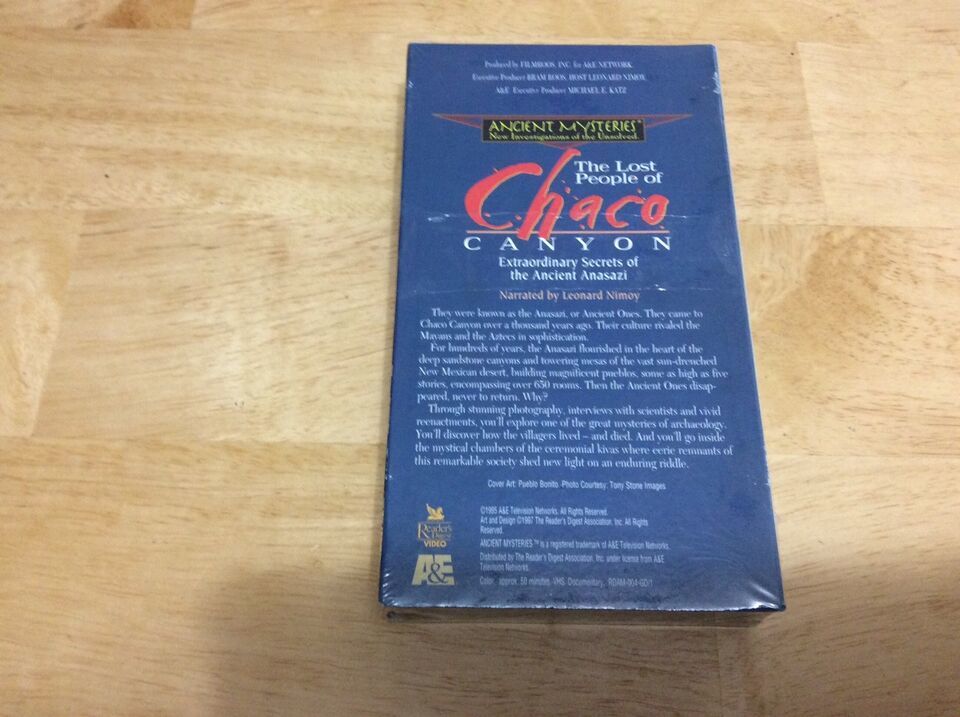 Produced by FILMROOS, INC. for A&E NETWORK
Executive Producer BRAM ROOS, HOST LEONARD NIMOY,
A&E Executive Producer MICHAEL E. KATZ
ANCIENT MYSTERIES™
New Investigations of the Unsolved.
The Lost
People of
Chaco
CANYON
Extraordinary Secrets of
the Ancient Anasazi
Narrated by Leonard Nimoy
They were known as the Anasazi, or Ancient Ones. They came to
Chaco Canyon over a thousand years ago. Their culture rivaled the
Mayans and the Aztecs in sophistication.
For hundreds of years, the Anasazi flourished in the heart of the
deep sandstone canyons and towering mesas of the vast sun-drenched
New Mexican desert, building magnificent pueblos, some as high as five
stories, encompassing over 650 rooms. Then the Ancient Ones disap-
peared, never to return. Why?
Through stunning photography, interviews with scientists and vivid
reenactments, you'll explore one of the great mysteries of archaeology.
You'll discover how the villagers lived – and died. And you'll go inside
the mystical chambers of the ceremonial kivas where eerie remnants of
this remarkable society shed new light on an enduring riddle.
Cover Art: Pueblo Bonito Photo Courtesy: Tony Stone Images
©1995 A&E Television Networks. All Rights Reserved.
Art and Design ©1997 The Reader's Digest Association, Inc. All Rights
Reserved.
ANCIENT MYSTERIES™ is a registered trademark of A&E Television Networks.
Distributed by The Reader's Digest Association, Inc. under license from A&E
Television Networks.
Color, approx. 50 minutes, VHS, Documentary, RDAM-904-GD/1
Reader's
Digest
VIDEO
A&E